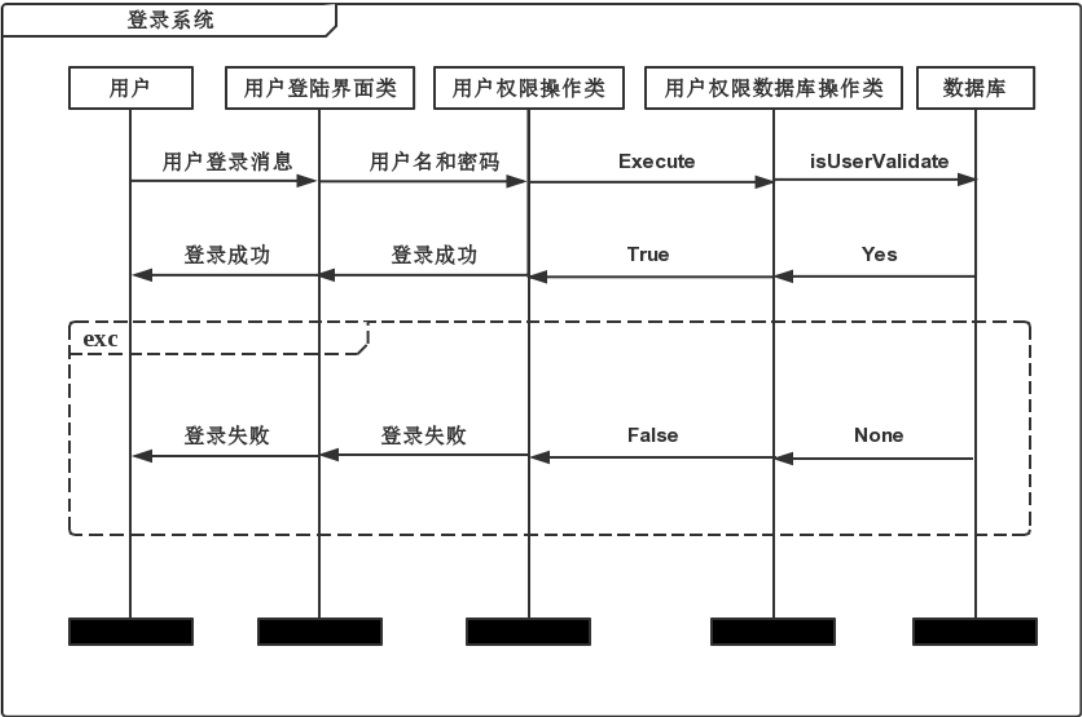 登录系统
用户
用户登陆界面类
用户权限操作类
用户权限数据库操作类
数据库
用户登录消息
用户名和密码
Execute
isUserValidate
登录成功
登录成功
True
Yes
exc
登录失败
登录失败
False
None